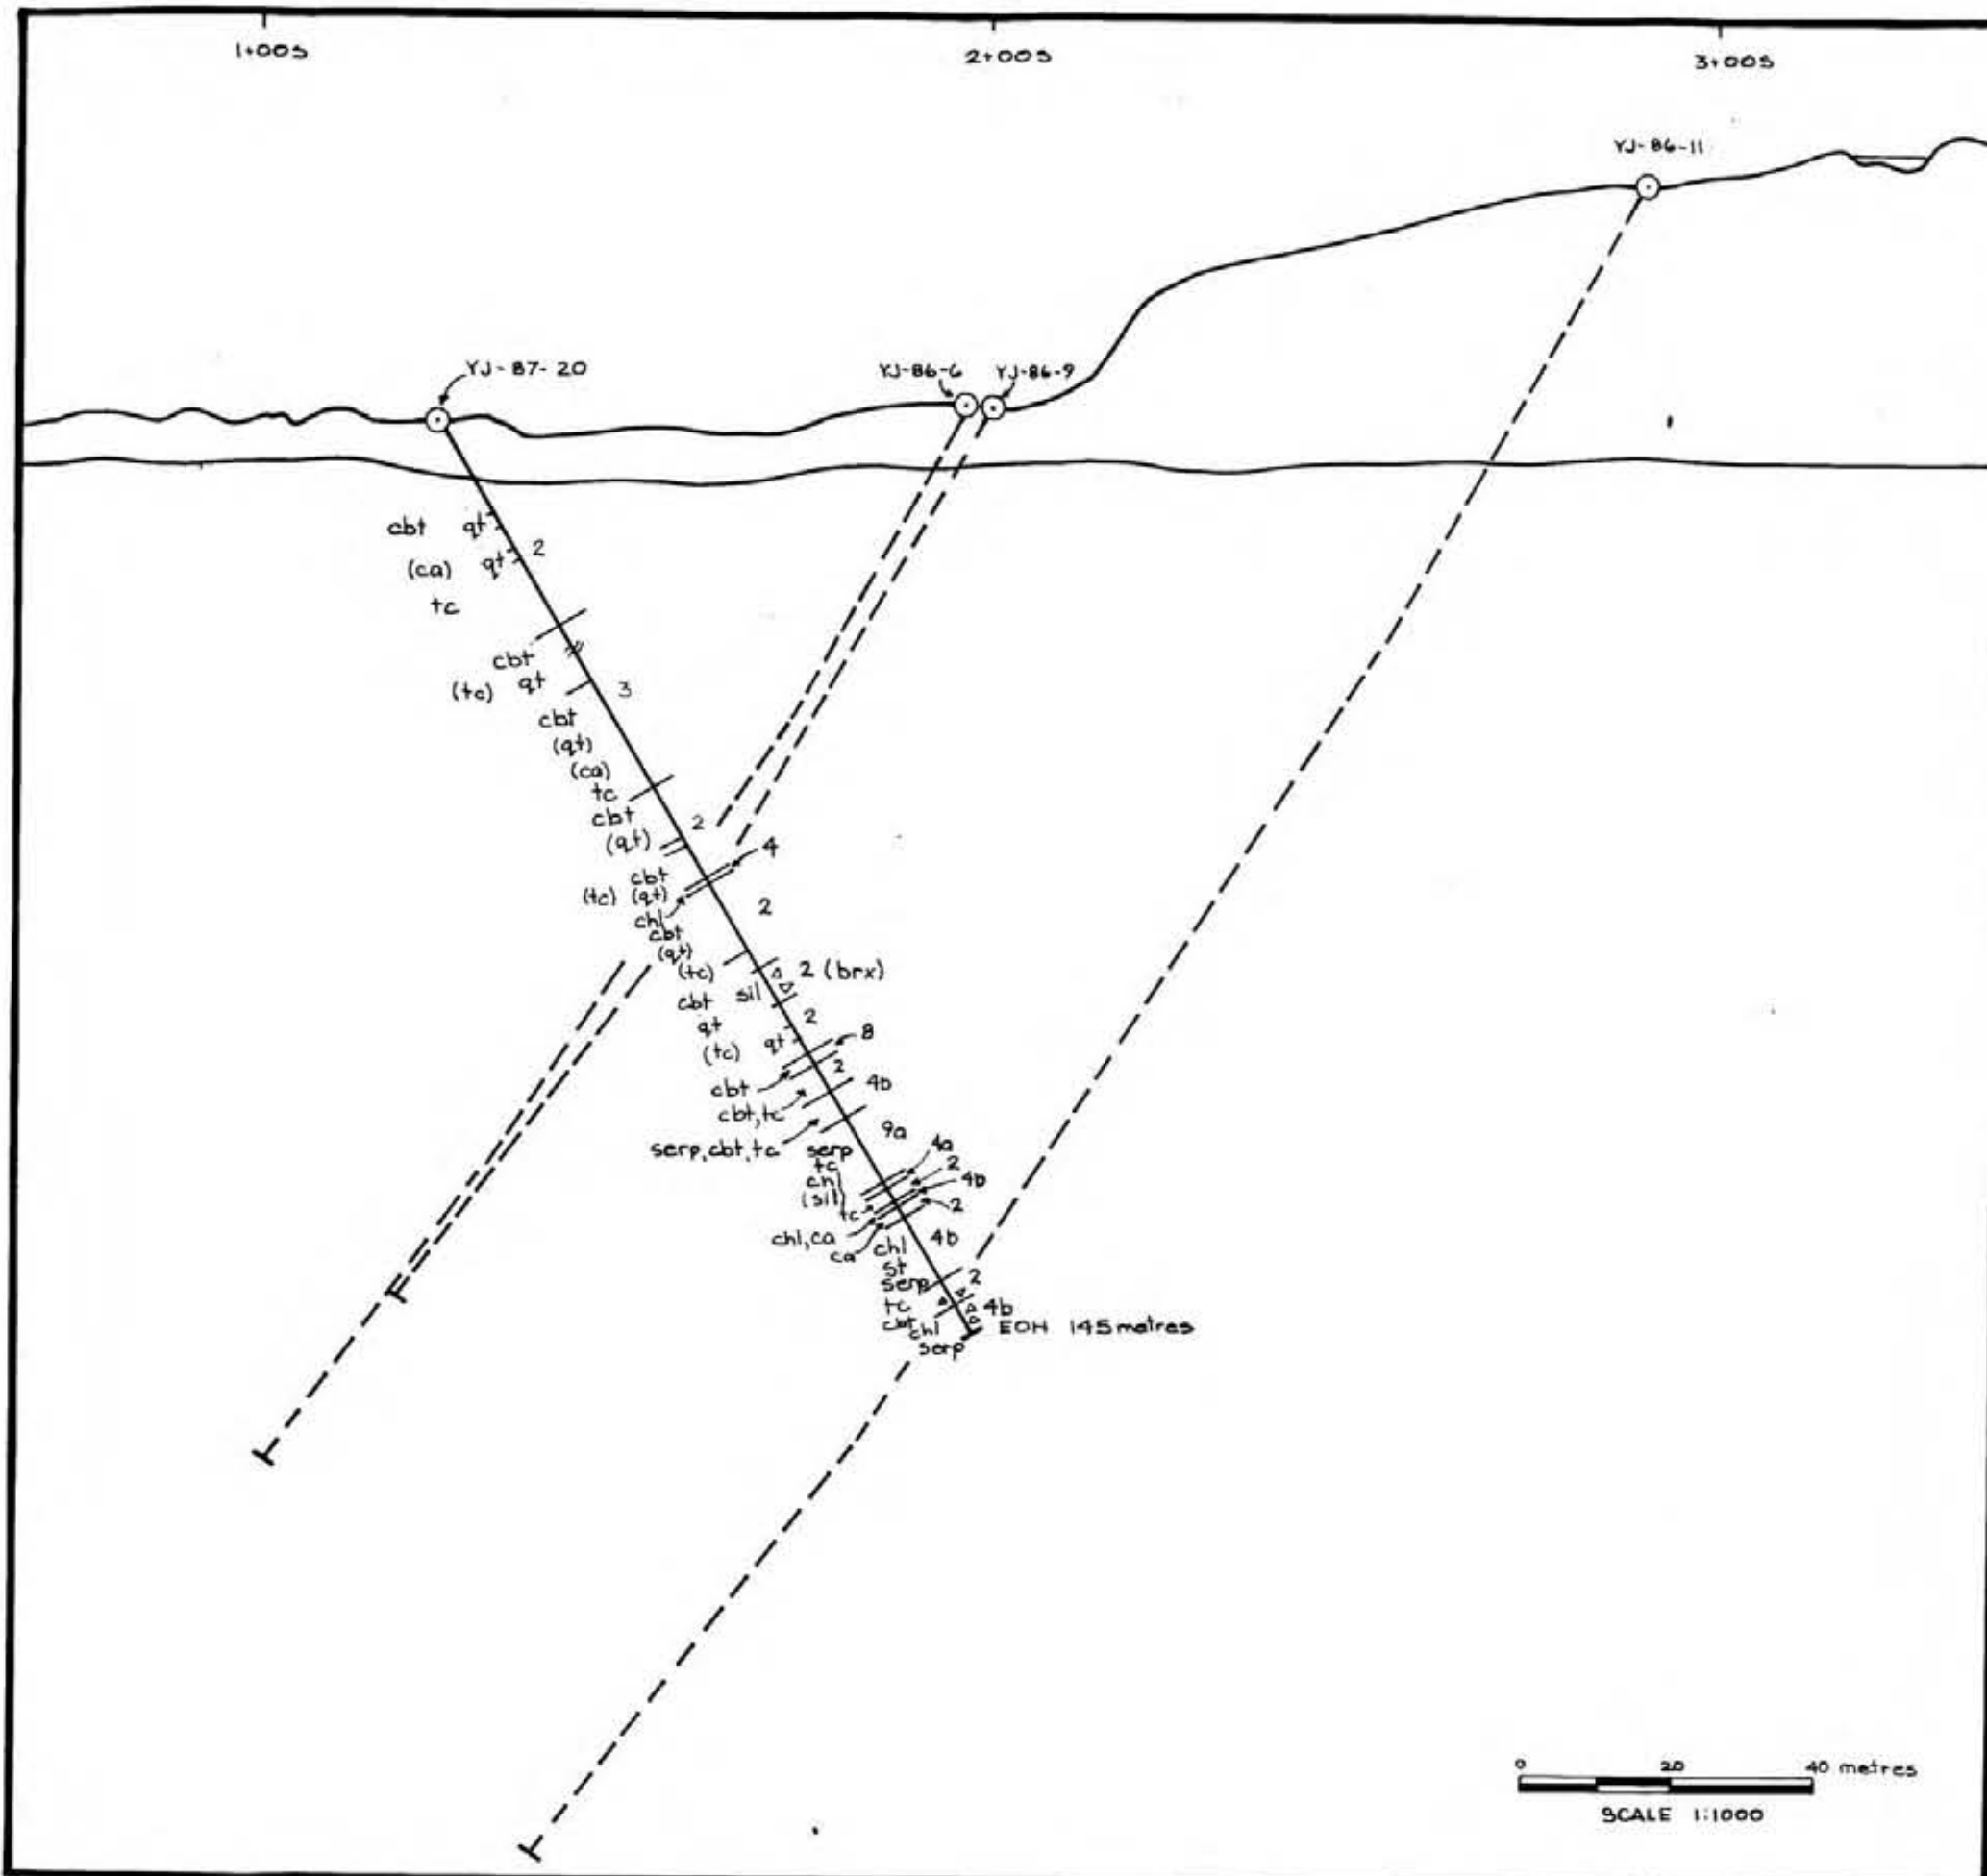 1+00S 2+00S 3+00S
YJ-86-11
YJ-87-20 YJ-86-6 YJ-86-9
cbt qt 2
(ca) qt
tc
cbt
(tc) qt 3
cbt
(qt)
(ca)
tc
cbt 2
(qt) 4
cbt
(tc) (qt) 2
chl
cbt
(qt)
(tc) 2 (brx)
cbt sil
qt 2
(tc) qt 8
2
cbt 4b
cbt,tc
9a
serp,cbt,tc serp 4a
tc 2
chl 4b
(sil) 2
tc
chl,ca 4b
ca chl
st
serp 2
tc 4b
cbt chl EOH 145 metres
serp
0 20 40 metres
SCALE 1:1000